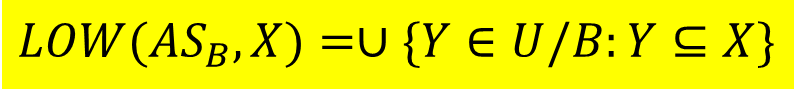 LOW(AS_B, X) =∪ {Y ∈ U/B: Y ⊆ X}